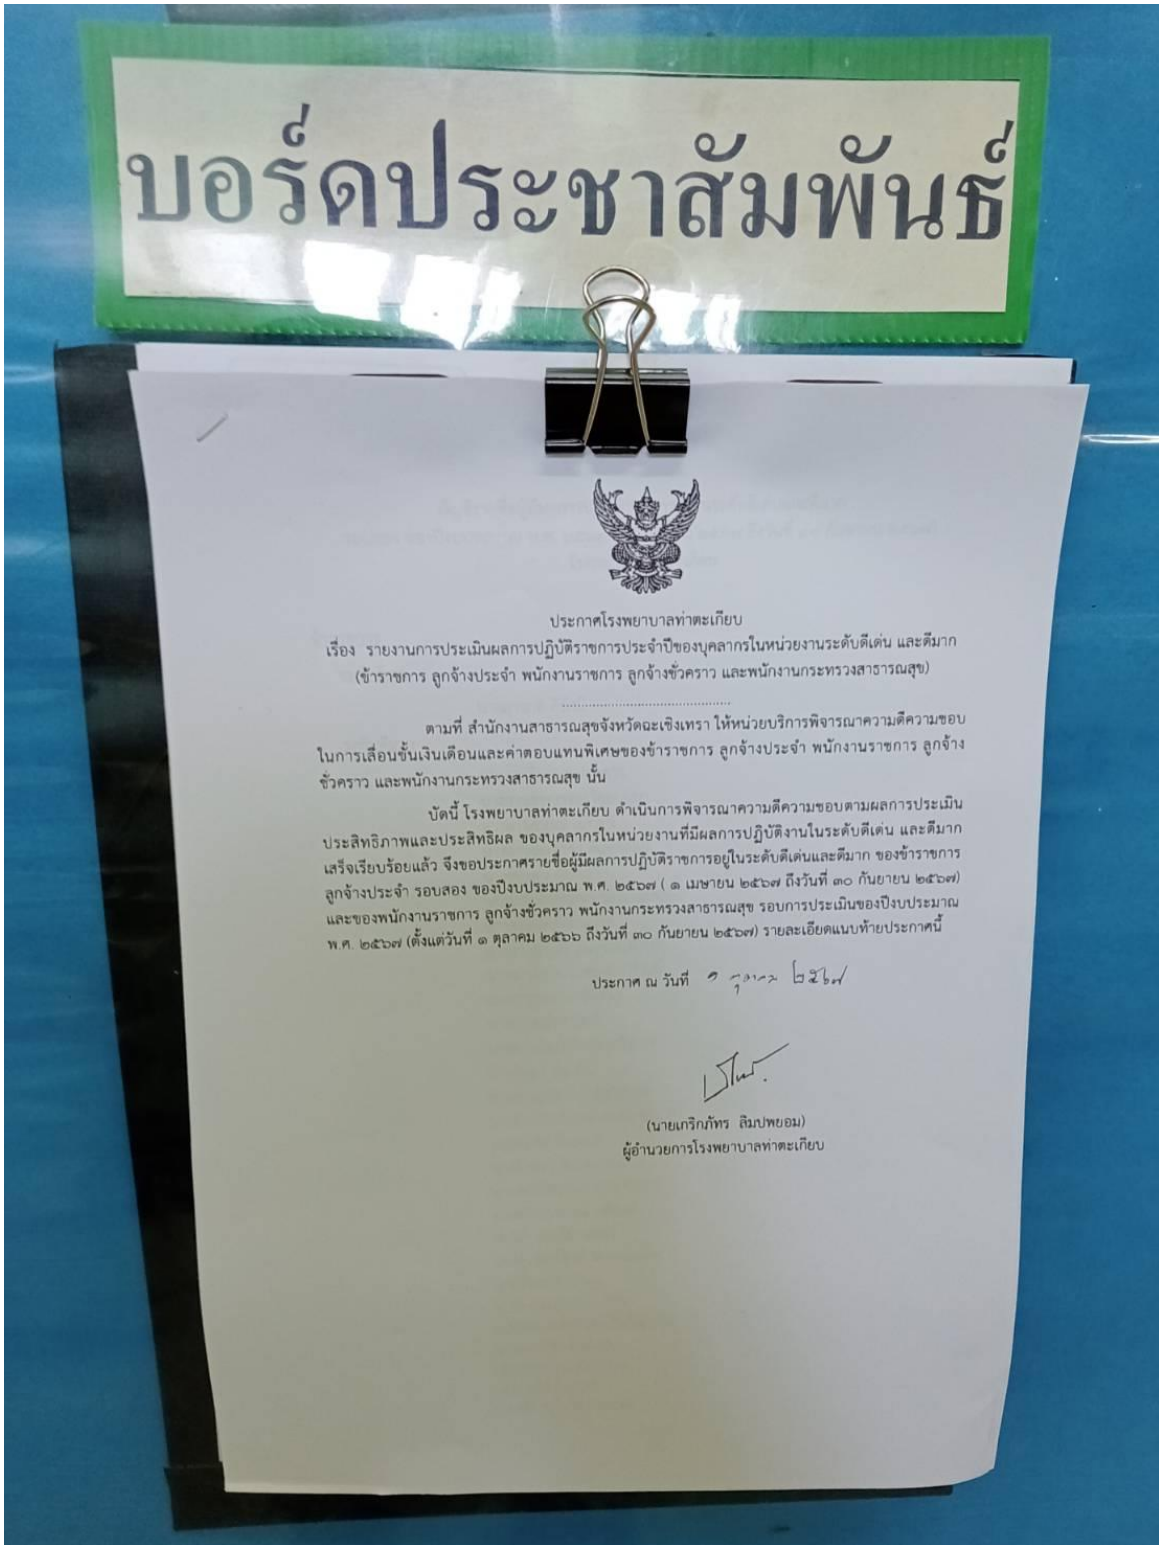 บอร์ดประชาสัมพันธ์
ประกาศโรงพยาบาลท่าตะเกียบ
เรื่อง รายงานการประเมินผลการปฏิบัติราชการประจำปีของบุคลากรในหน่วยงานระดับดีเด่น และดีมาก
(ข้าราชการ ลูกจ้างประจำ พนักงานราชการ ลูกจ้างชั่วคราว และพนักงานกระทรวงสาธารณสุข)
ตามที่ สำนักงานสาธารณสุขจังหวัดฉะเชิงเทรา ให้หน่วยบริการพิจารณาความดีความชอบ
ในการเลื่อนขั้นเงินเดือนและค่าตอบแทนพิเศษของข้าราชการ ลูกจ้างประจำ พนักงานราชการ ลูกจ้าง
ชั่วคราว และพนักงานกระทรวงสาธารณสุข นั้น
บัดนี้ โรงพยาบาลท่าตะเกียบ ดำเนินการพิจารณาความดีความชอบตามผลการประเมิน
ประสิทธิภาพและประสิทธิผล ของบุคลากรในหน่วยงานที่มีผลการปฏิบัติงานในระดับดีเด่น และดีมาก
เสร็จเรียบร้อยแล้ว จึงขอประกาศรายชื่อผู้มีผลการปฏิบัติราชการอยู่ในระดับดีเด่นและดีมาก ของข้าราชการ
ลูกจ้างประจำ รอบสอง ของปีงบประมาณ พ.ศ. ๒๕๖๗ ( ๑ เมษายน ๒๕๖๗ ถึงวันที่ ๓๐ กันยายน ๒๕๖๗)
และของพนักงานราชการ ลูกจ้างชั่วคราว พนักงานกระทรวงสาธารณสุข รอบการประเมินของปีงบประมาณ
พ.ศ. ๒๕๖๗ (ตั้งแต่วันที่ ๑ ตุลาคม ๒๕๖๖ ถึงวันที่ ๓๐ กันยายน ๒๕๖๗) รายละเอียดแนบท้ายประกาศนี้
ประกาศ ณ วันที่ ตุลาคม ๒๕๖๗
(นายเกริกภัทร ลิมปพยอม)
ผู้อำนวยการโรงพยาบาลท่าตะเกียบ